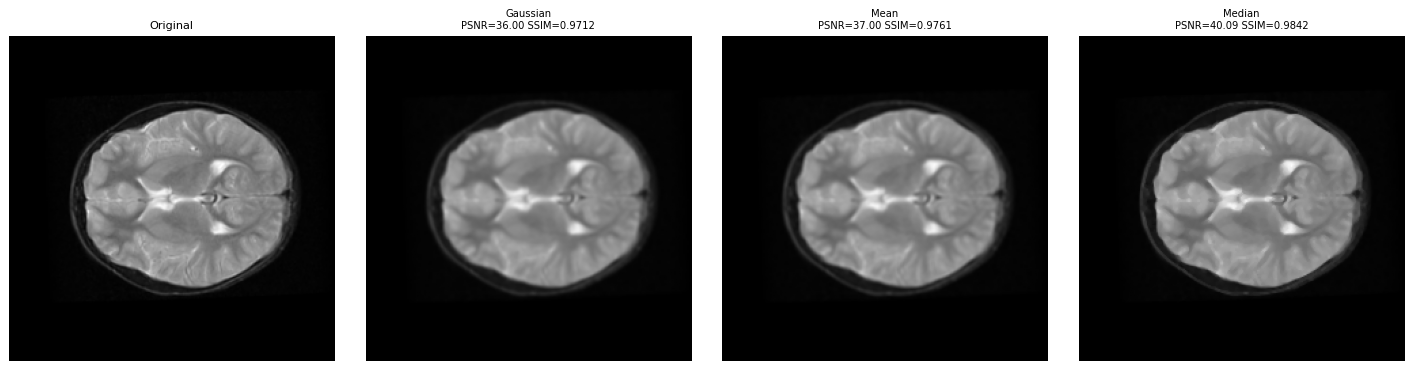 Original
Gaussian
PSNR=36.00 SSIM=0.9712
Mean
PSNR=37.00 SSIM=0.9761
Median
PSNR=40.09 SSIM=0.9842